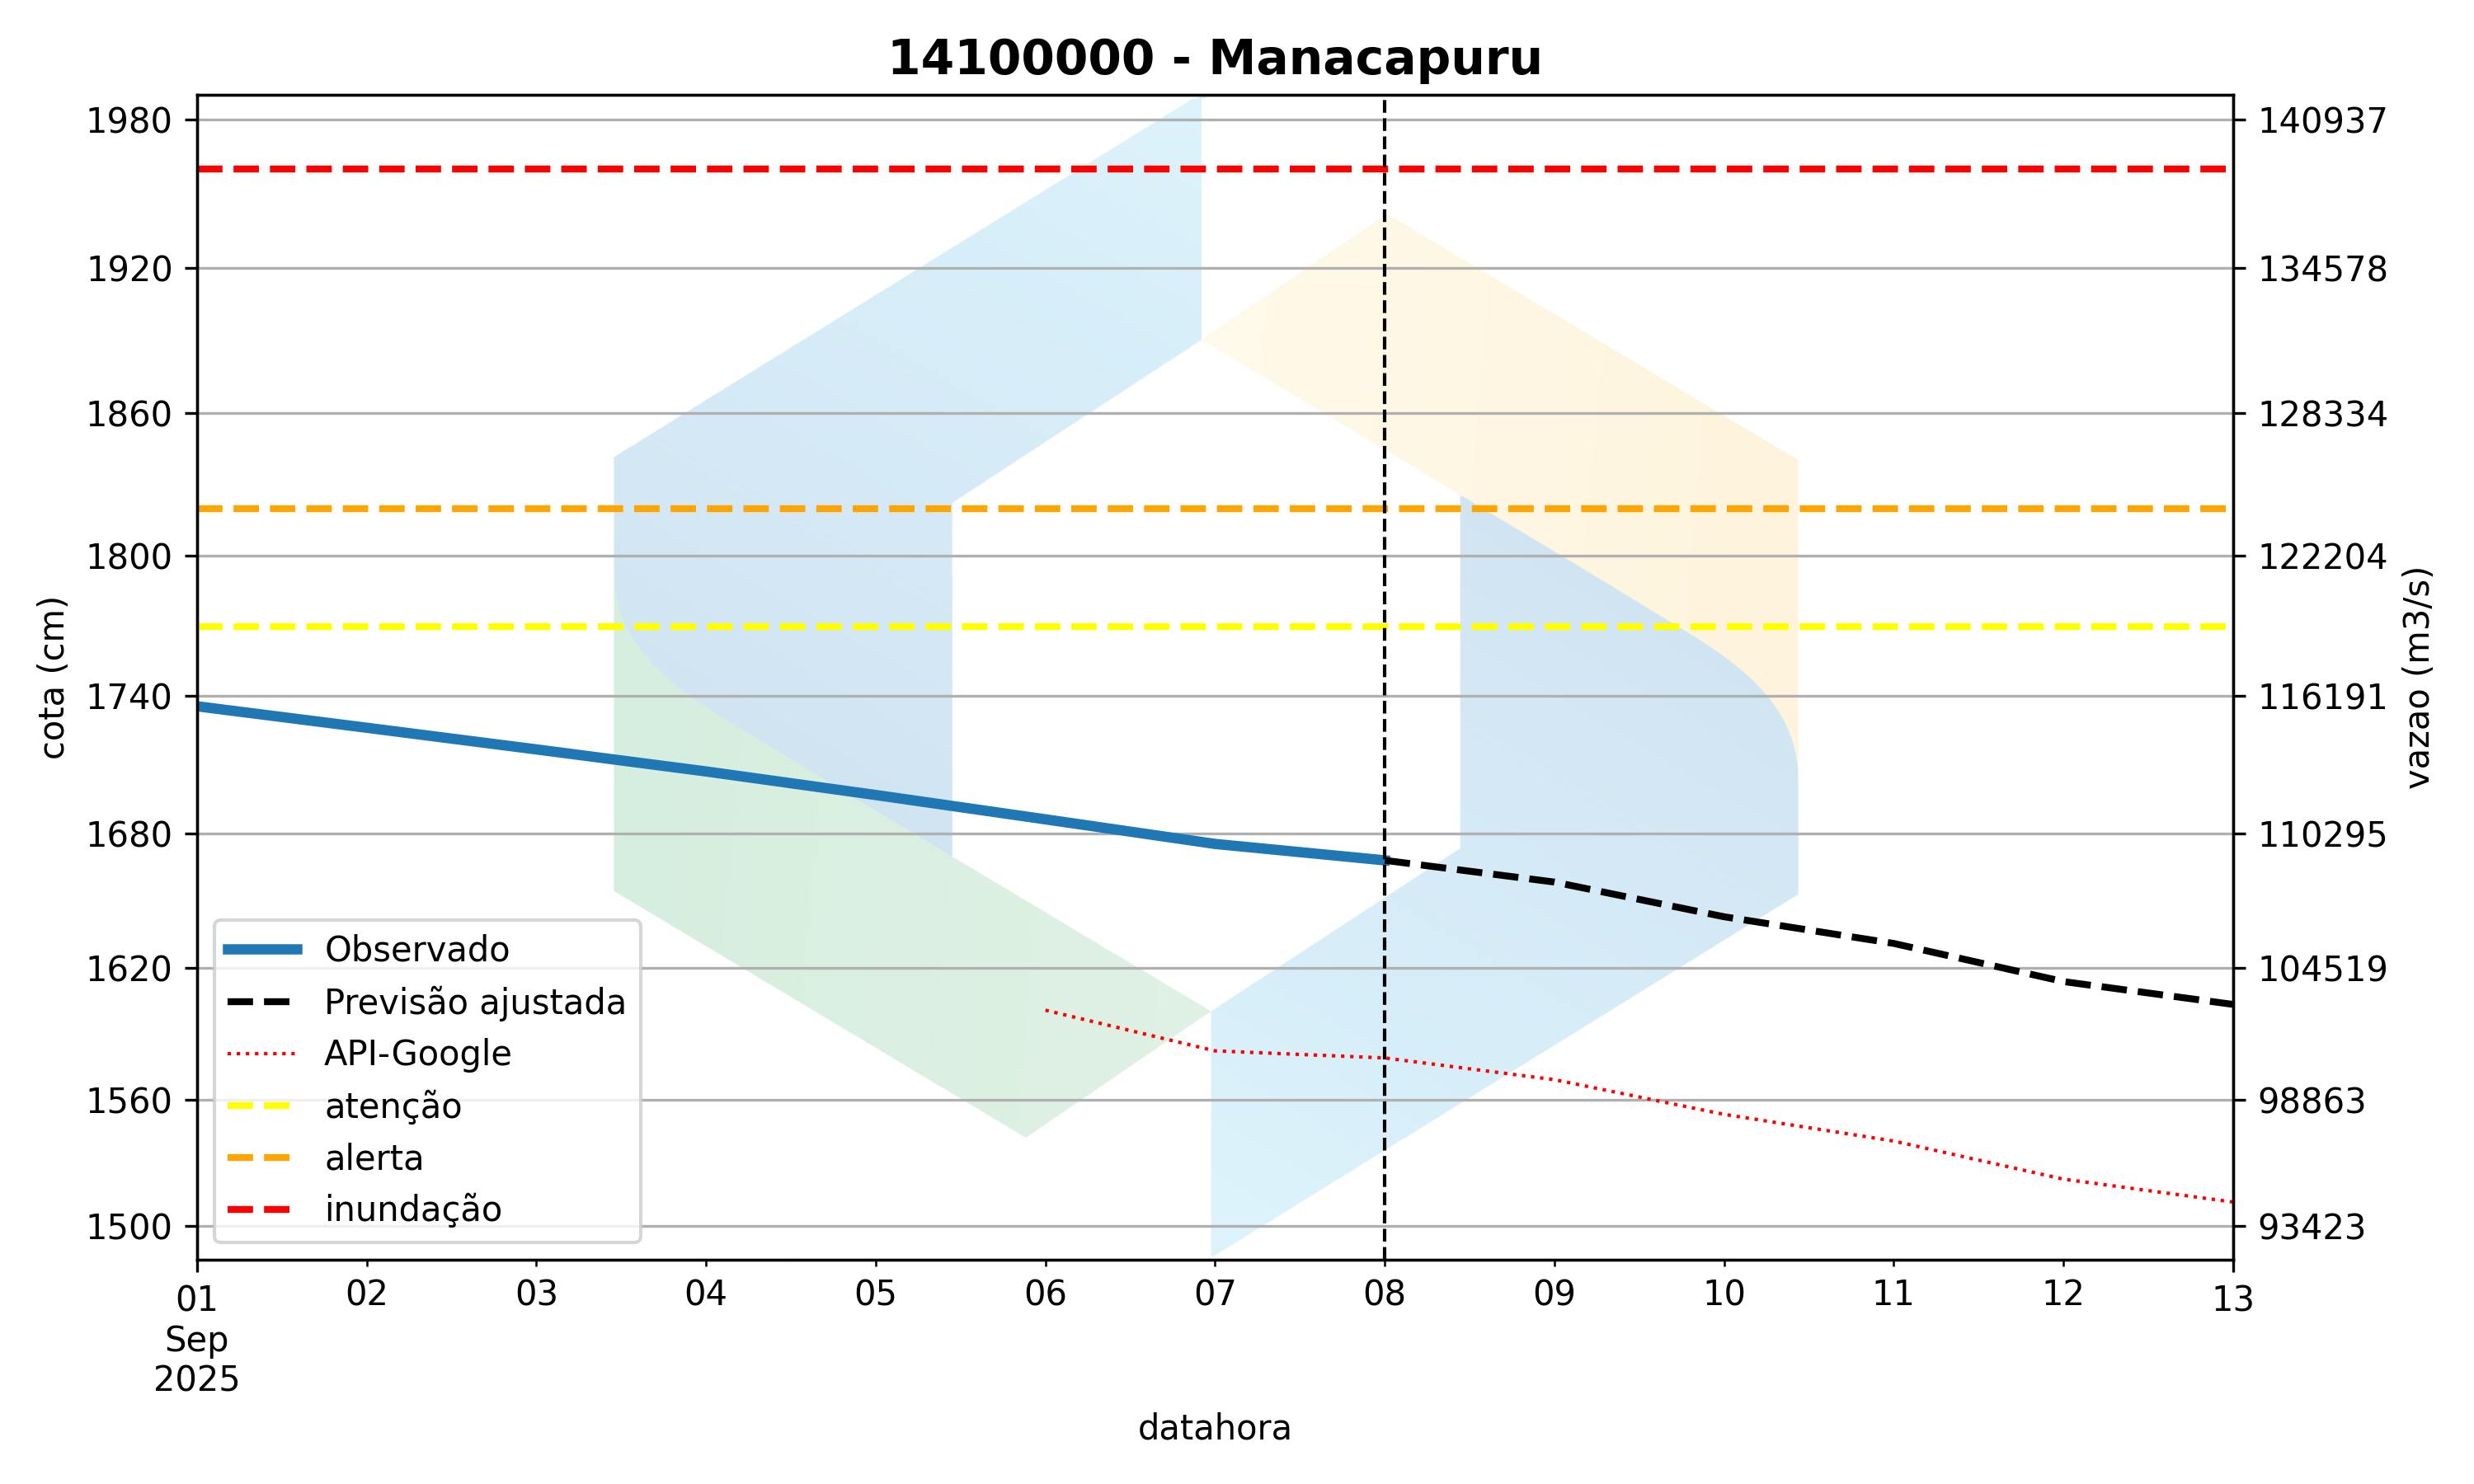 14100000 - Manacapuru
1980
1920
1860
1800
1740
1680
1620
1560
1500
cota (cm)
140937
134578
128334
122204
116191
110295
104519
98863
93423
vazao (m3/s)
Observado
Previsão ajustada
API-Google
atenção
alerta
inundação
01 02 03 04 05 06 07 08 09 10 11 12 13
Sep
2025
datahora